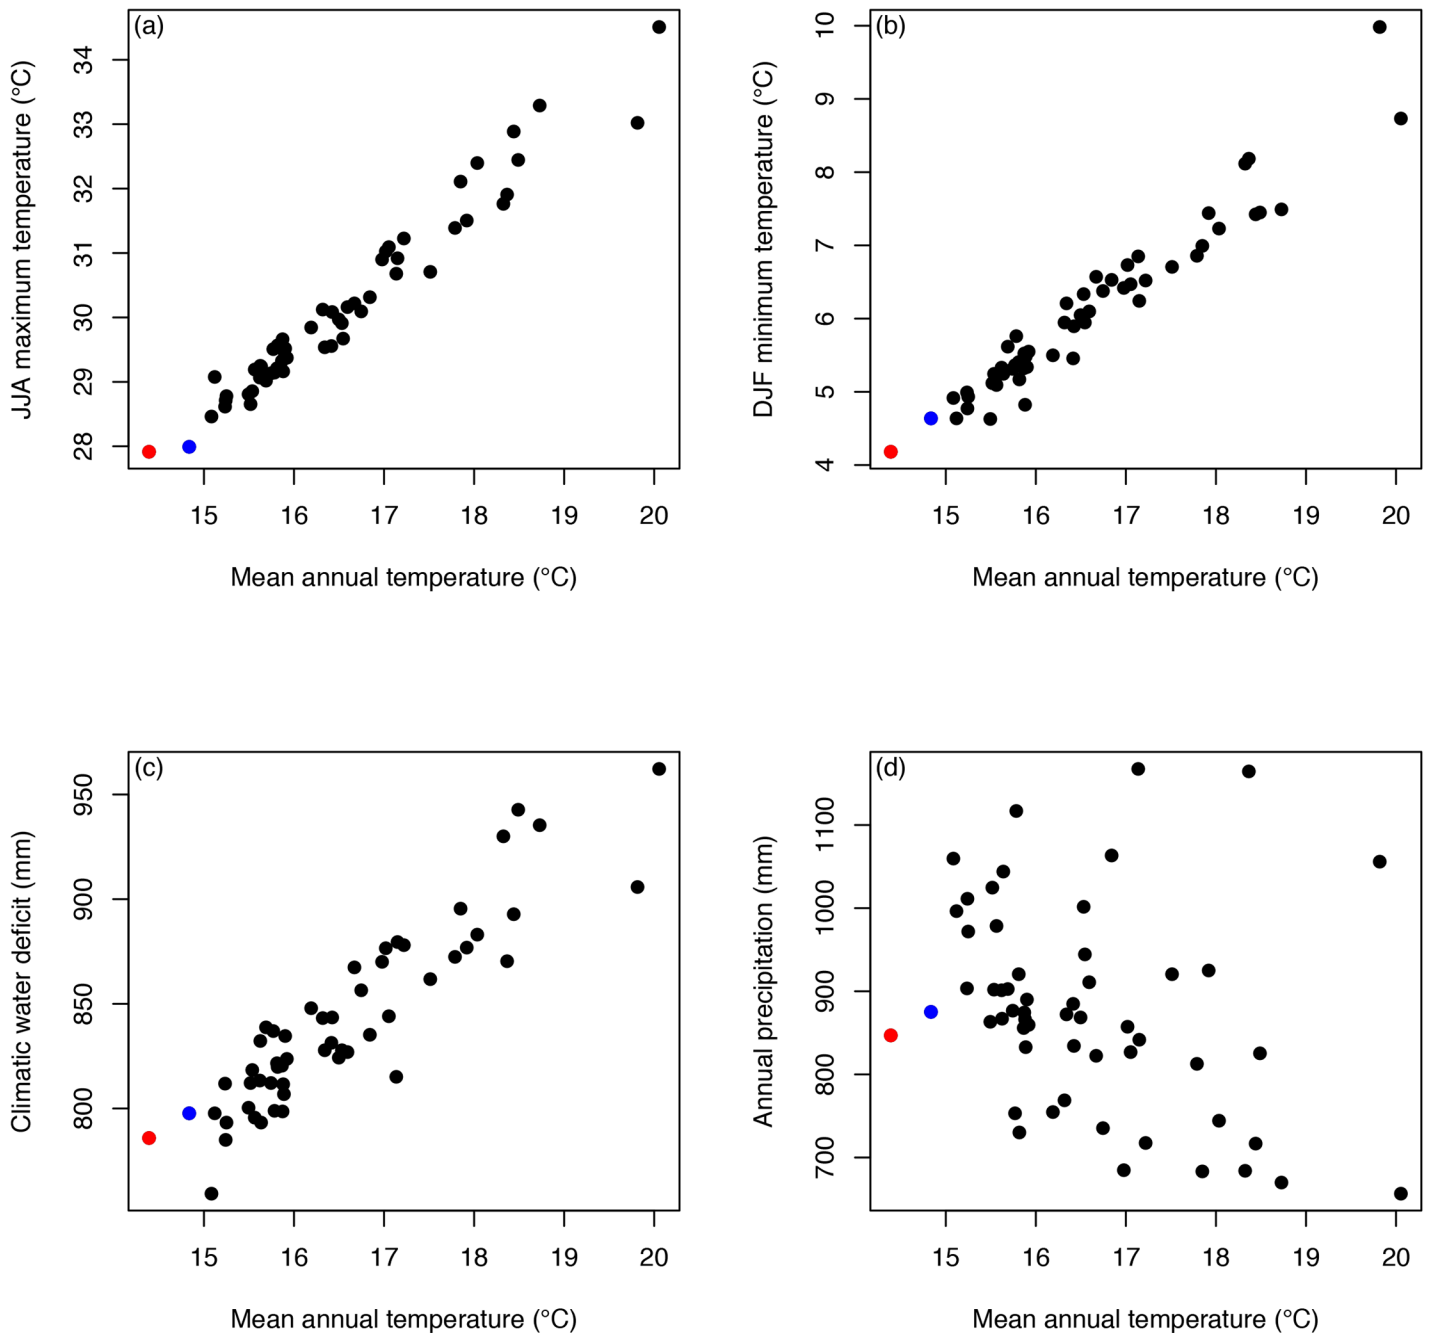 (a)
JJA maximum temperature (°C)
28 29 30 31 32 33 34
15 16 17 18 19 20
Mean annual temperature (°C)
(b)
DJF minimum temperature (°C)
4 5 6 7 8 9 10
15 16 17 18 19 20
Mean annual temperature (°C)
(c)
Climatic water deficit (mm)
800 850 900 950
15 16 17 18 19 20
Mean annual temperature (°C)
(d)
Annual precipitation (mm)
700 800 900 1000 1100
15 16 17 18 19 20
Mean annual temperature (°C)